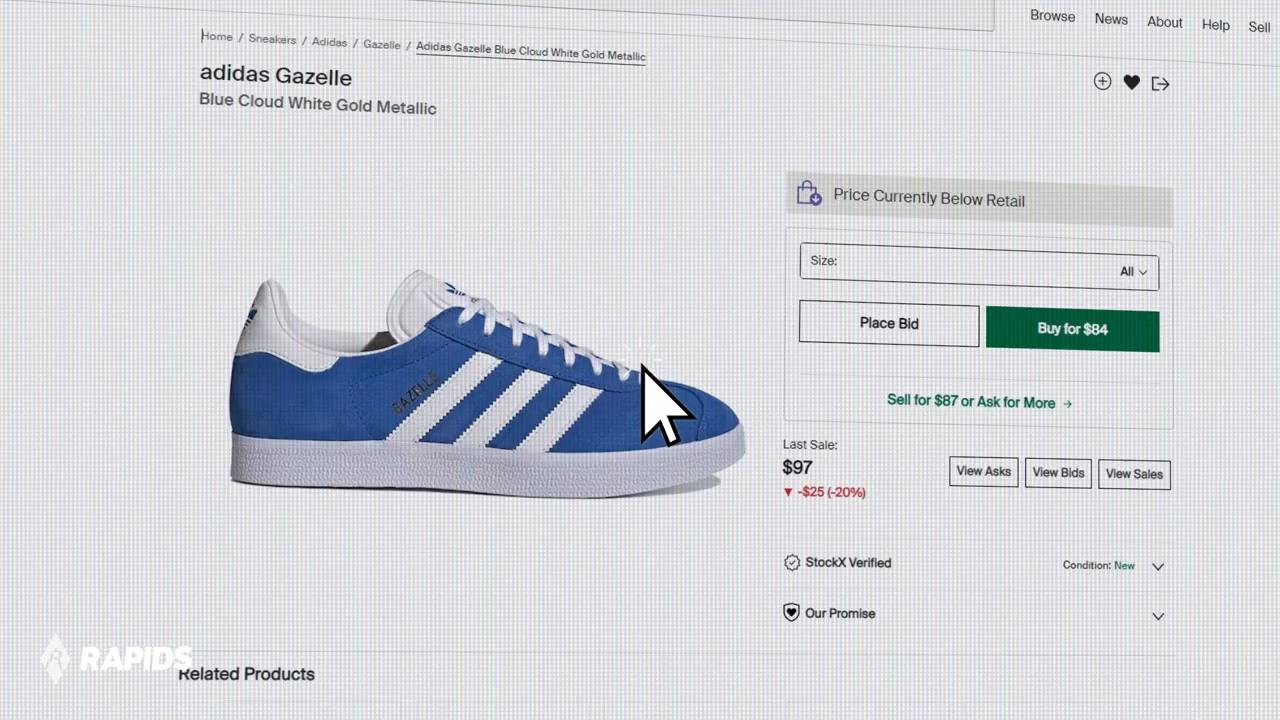 Browse News About Help Sell
Home / Sneakers / Adidas / Gazelle / Adidas Gazelle Blue Cloud White Gold Metallic
adidas Gazelle
Blue Cloud White Gold Metallic
Price Currently Below Retail
Size:
All
Place Bid
Buy for $84
Sell for $87 or Ask for More →
GAZELLE
Last Sale:
$97
▼ -$25 (-20%)
View Asks
View Bids
View Sales
StockX Verified
Condition: New
Our Promise
RAPIDS
Related Products